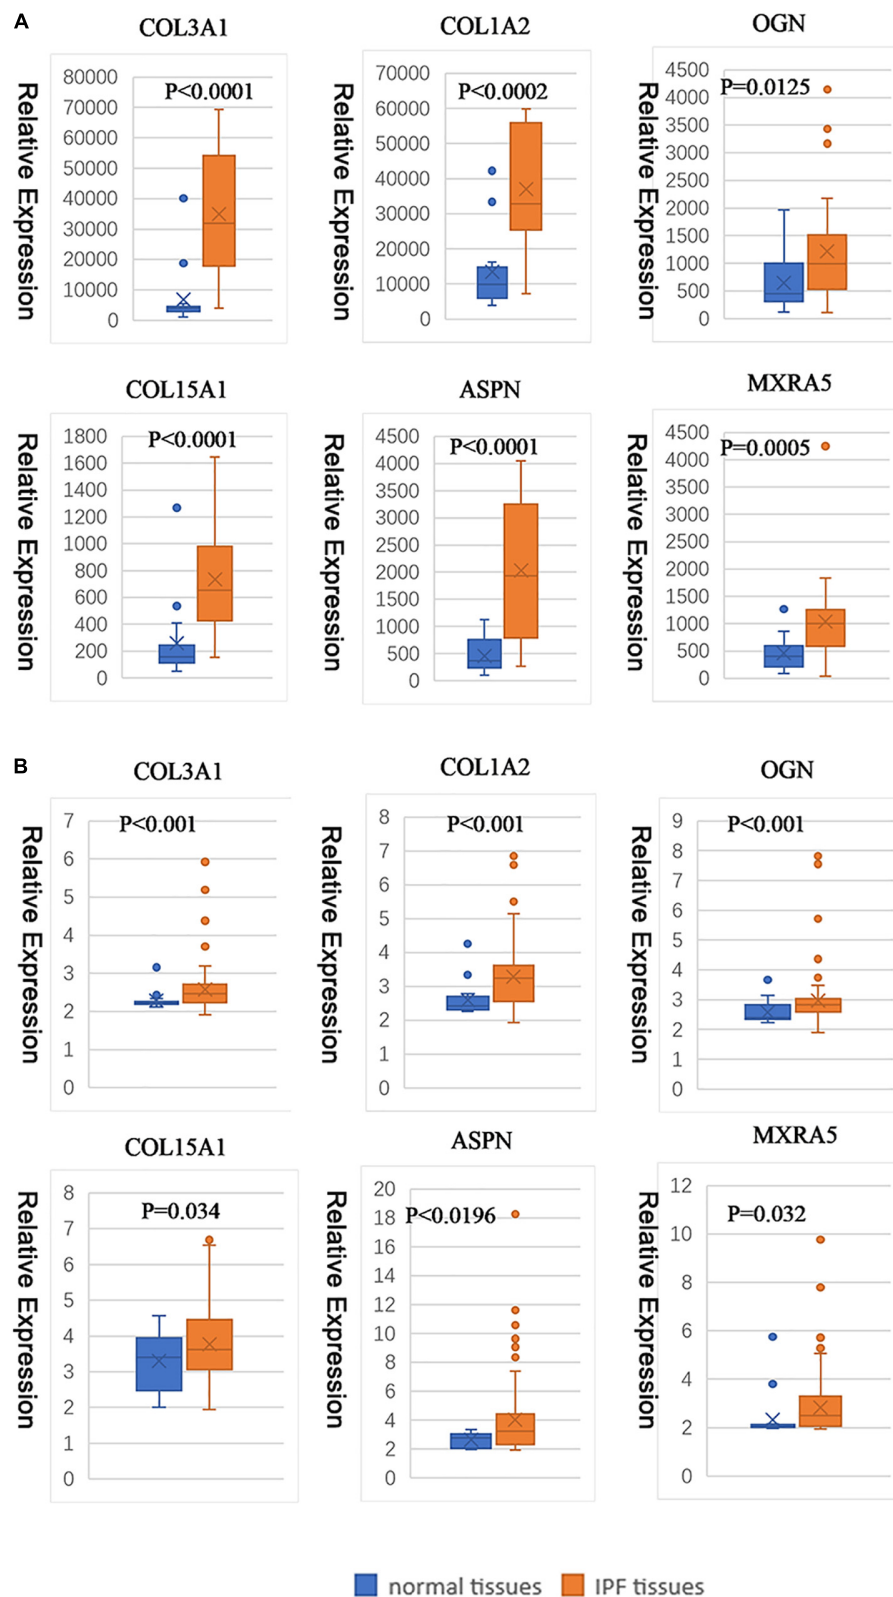 A
COL3A1
COL1A2
OGN
Relative Expression
80000
70000
60000
50000
40000
30000
20000
10000
0
P<0.0001
Relative Expression
70000
60000
50000
40000
30000
20000
10000
0
P<0.0002
Relative Expression
4500
4000
3500
3000
2500
2000
1500
1000
500
0
P=0.0125
COL15A1
ASPN
MXRA5
Relative Expression
1800
1600
1400
1200
1000
800
600
400
200
0
P<0.0001
Relative Expression
4500
4000
3500
3000
2500
2000
1500
1000
500
0
P<0.0001
Relative Expression
4500
4000
3500
3000
2500
2000
1500
1000
500
0
P=0.0005
B
COL3A1
COL1A2
OGN
Relative Expression
7
6
5
4
3
2
1
0
P<0.001
Relative Expression
8
7
6
5
4
3
2
1
0
P<0.001
Relative Expression
9
8
7
6
5
4
3
2
1
0
P<0.001
COL15A1
ASPN
MXRA5
Relative Expression
8
7
6
5
4
3
2
1
0
P=0.034
Relative Expression
20
18
16
14
12
10
8
6
4
2
0
P<0.0196
Relative Expression
12
10
8
6
4
2
0
P=0.032
normal tissues
IPF tissues